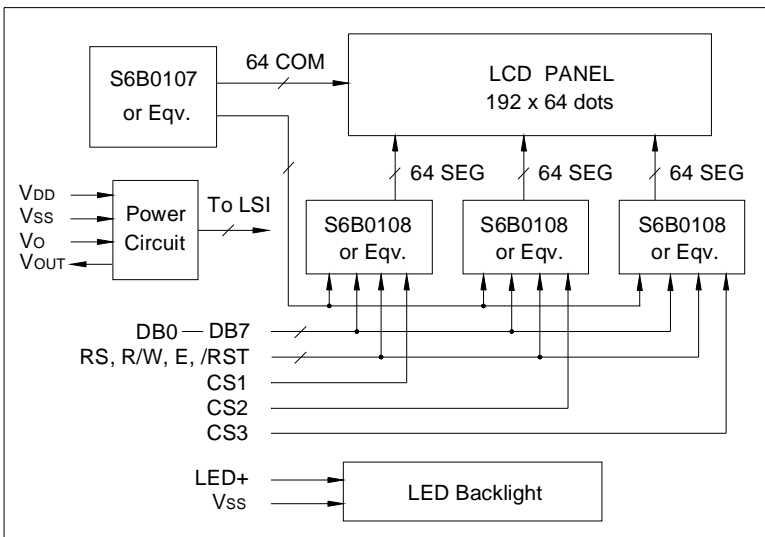 S6B0107
or Eqv.
64 COM
LCD PANEL
192 x 64 dots
64 SEG
64 SEG
64 SEG
VDD
VSS
VO
VOUT
Power
Circuit
To LSI
S6B0108
or Eqv.
S6B0108
or Eqv.
S6B0108
or Eqv.
DB0 — DB7
RS, R/W, E, /RST
CS1
CS2
CS3
LED+
VSS
LED Backlight